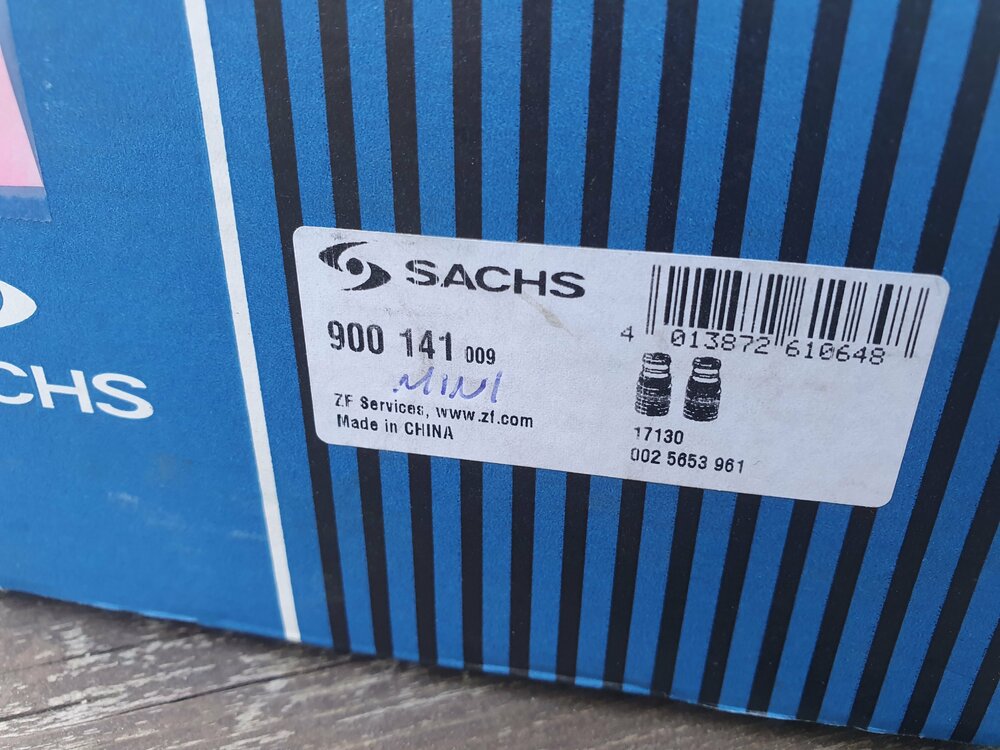 CHS
SACHS
900 141 009
MINI
ZF Services, www.zf.com
Made in CHINA
4 013872 610648
17130
002 5653 961